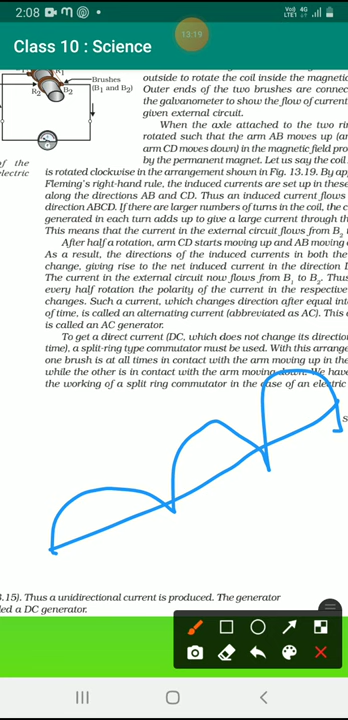 2:08
Vo))
LTE1
4G
13:19
Class 10 : Science
R1
Brushes
R2
B2
(B1 and B2)
of the
electric
outside to rotate the coil inside the magnetic
Outer ends of the two brushes are connec
the galvanometer to show the flow of current
given external circuit.
When the axle attached to the two ri
rotated such that the arm AB moves up (a
arm CD moves down) in the magnetic field pro
by the permanent magnet. Let us say the coil
is rotated clockwise in the arrangement shown in Fig. 13.19. By ap
Fleming's right-hand rule, the induced currents are set up in these
along the directions AB and CD. Thus an induced current flows
direction ABCD. If there are larger numbers of turns in the coil, the c
generated in each turn adds up to give a large current through th
This means that the current in the external circuit flows from B2
After half a rotation, arm CD starts moving up and AB moving
As a result, the directions of the induced currents in both the
change, giving rise to the net induced current in the direction
The current in the external circuit now flows from B1 to B2. Thus
every half rotation the polarity of the current in the respective
changes. Such a current, which changes direction after equal int
of time, is called an alternating current (abbreviated as AC). This
is called an AC generator.
To get a direct current (DC, which does not change its directio
time), a split-ring type commutator must be used. With this arrange
one brush is at all times in contact with the arm moving up in the
while the other is in contact with the arm moving down. We have
the working of a split ring commutator in the case of an electric
S
3.15). Thus a unidirectional current is produced. The generator
led a DC generator.